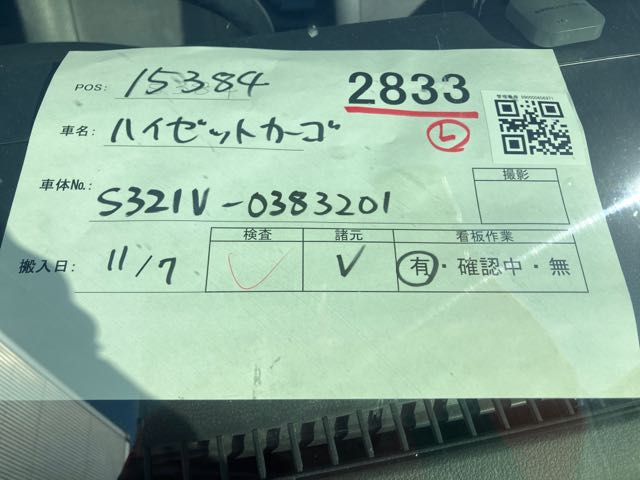 POS: 15384
2833
車名: ハイゼットカーゴ
車体No.: S321V-0383201
撮影
搬入日: 11/7
検査
諸元
看板作業
有・確認中・無